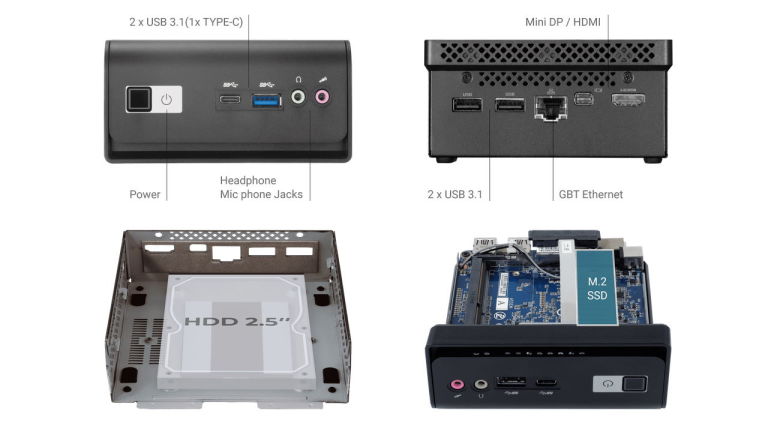 2 x USB 3.1(1x TYPE-C)
Mini DP / HDMI
Power
Headphone
Mic phone Jacks
2 x USB 3.1
GBT Ethernet
HDD 2.5”
M.2
SSD